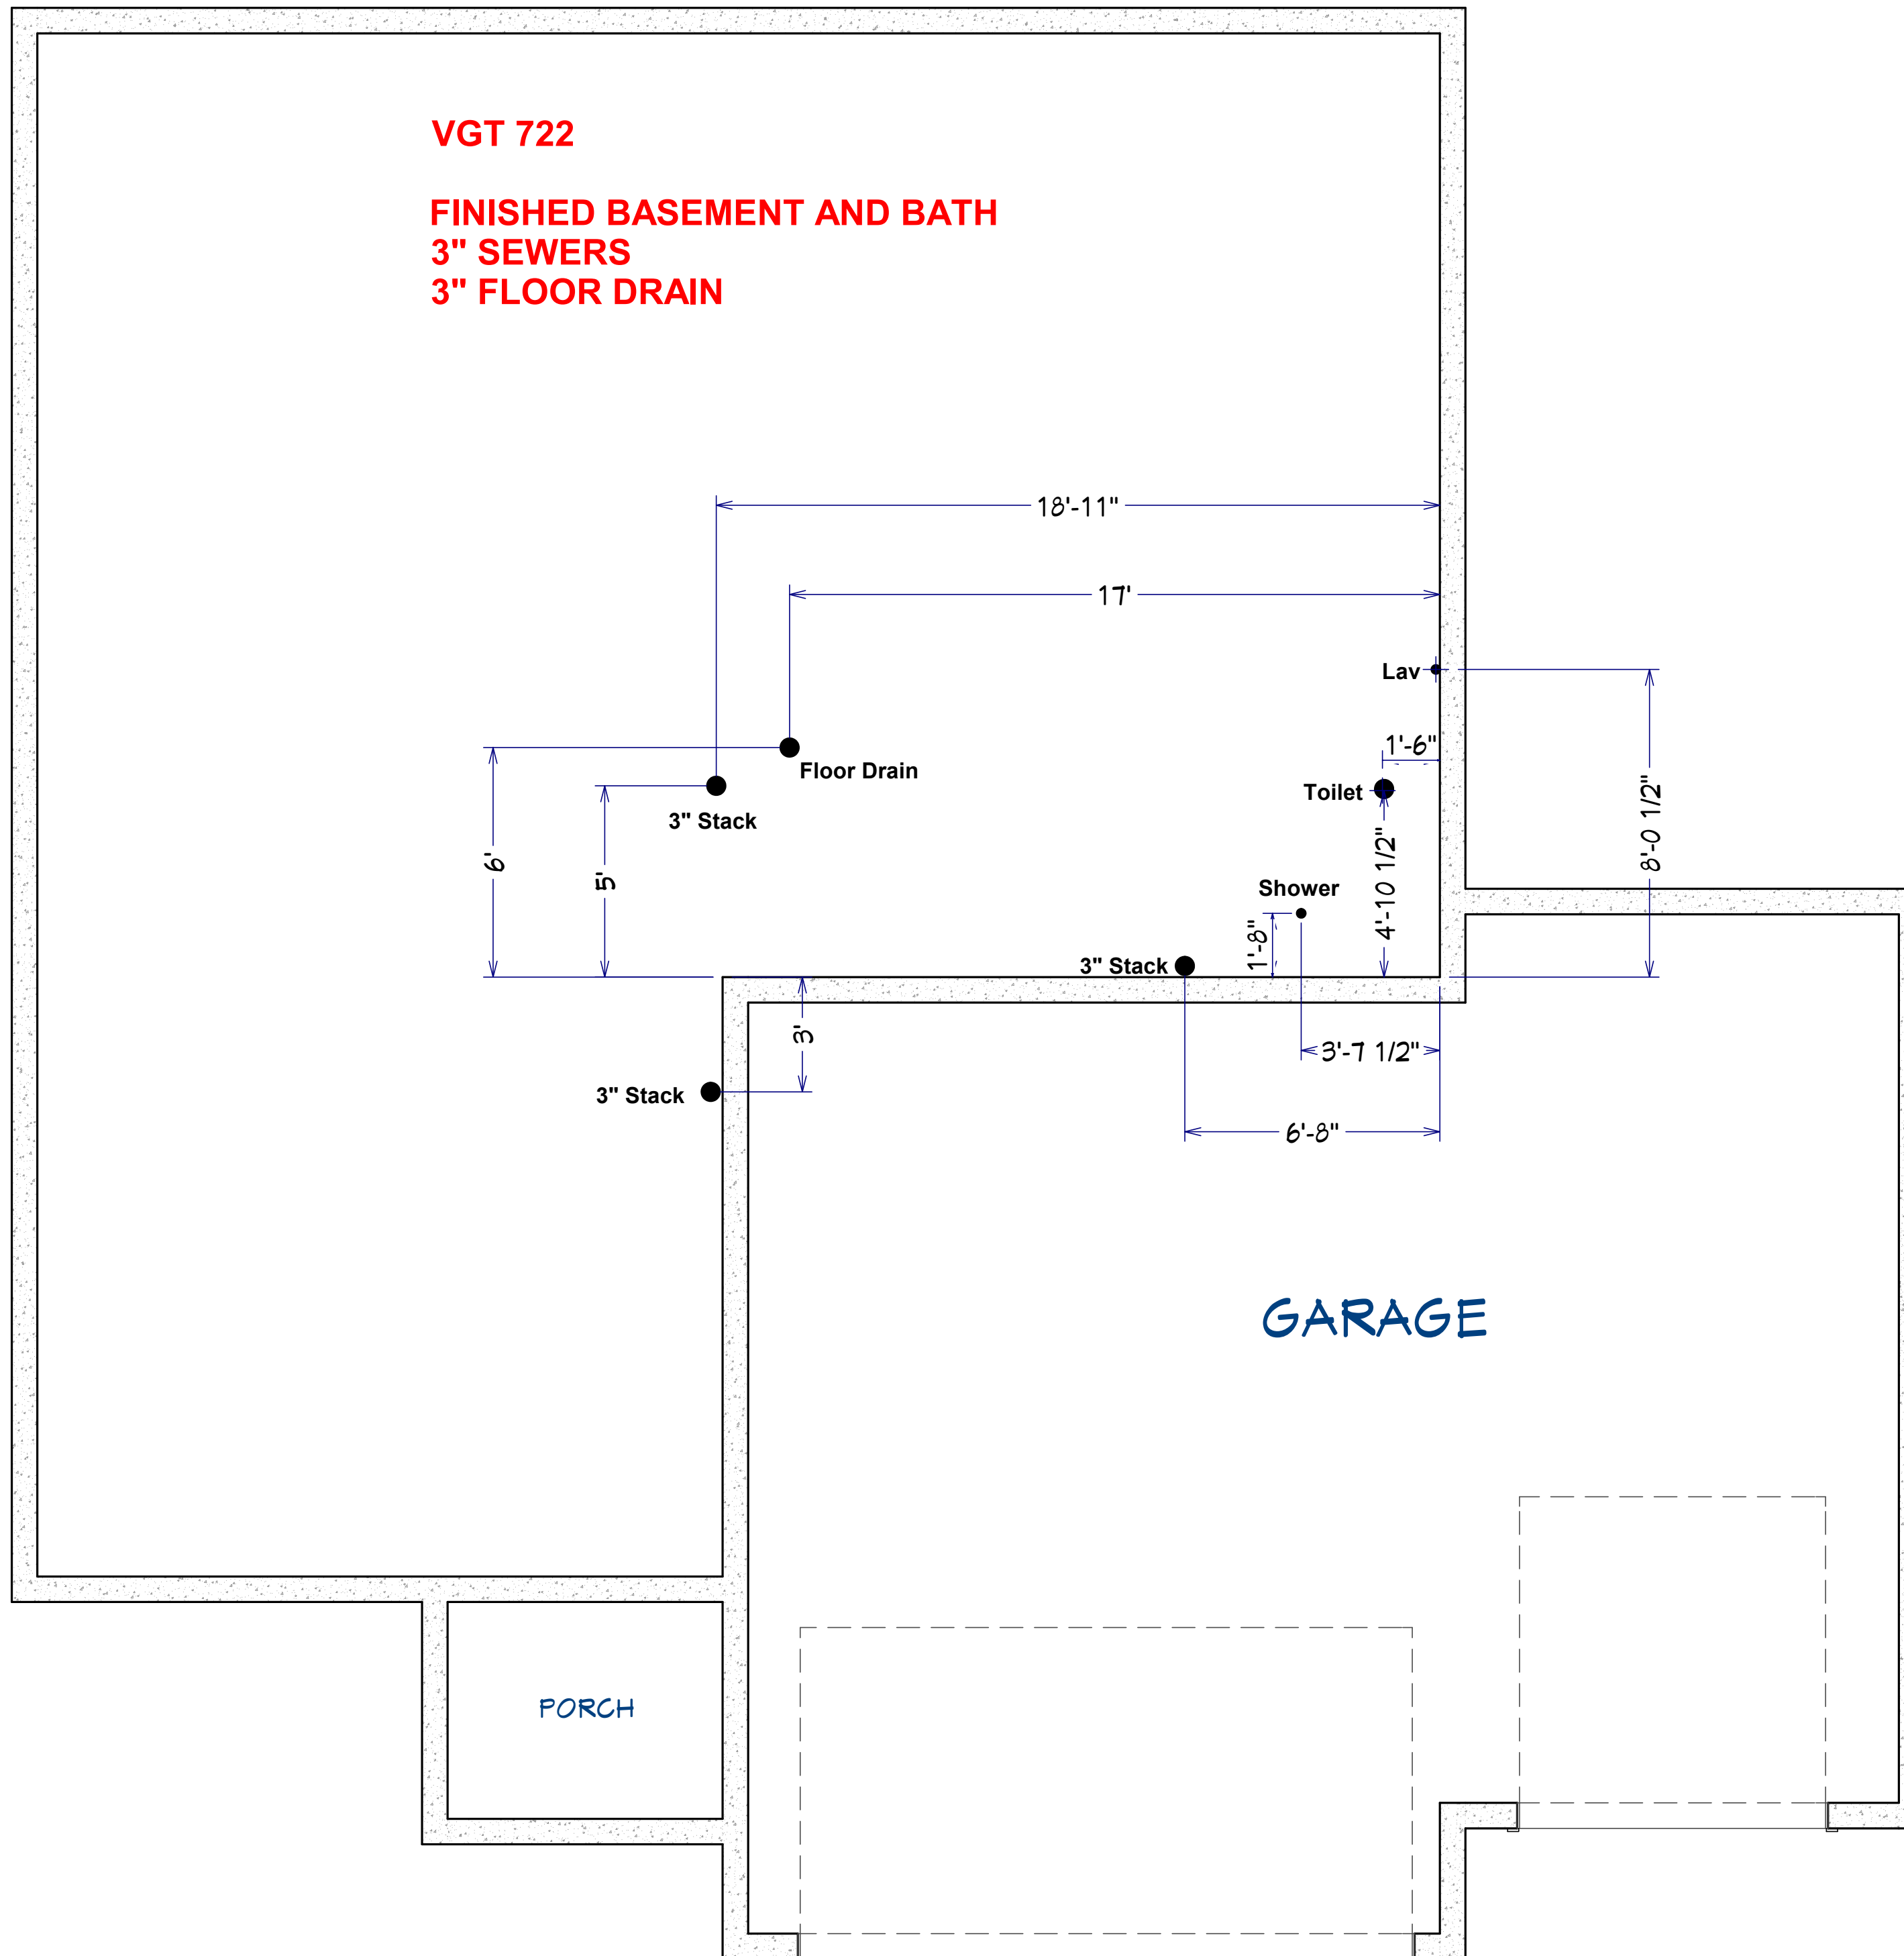 VGT 722
FINISHED BASEMENT AND BATH
3" SEWERS
3" FLOOR DRAIN
18'-11"
17'
Lav
1'-6"
Floor Drain
Toilet
8'-0 1/2"
3" Stack
6'
5'
4'-10 1/2"
Shower
1'-8"
3" Stack
3'
3'-7 1/2"
3" Stack
6'-8"
GARAGE
PORCH